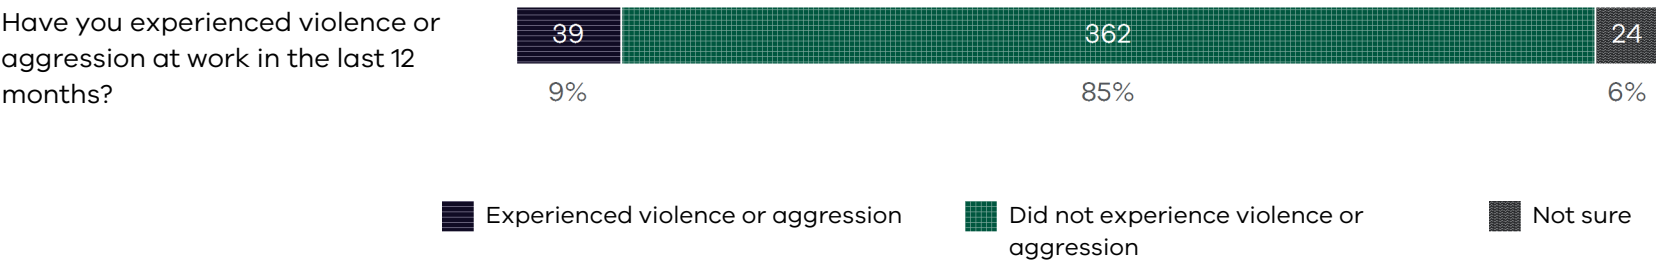 Have you experienced violence or
aggression at work in the last 12
months?
39
362
24
9%
85%
6%
Experienced violence or aggression
Did not experience violence or
aggression
Not sure